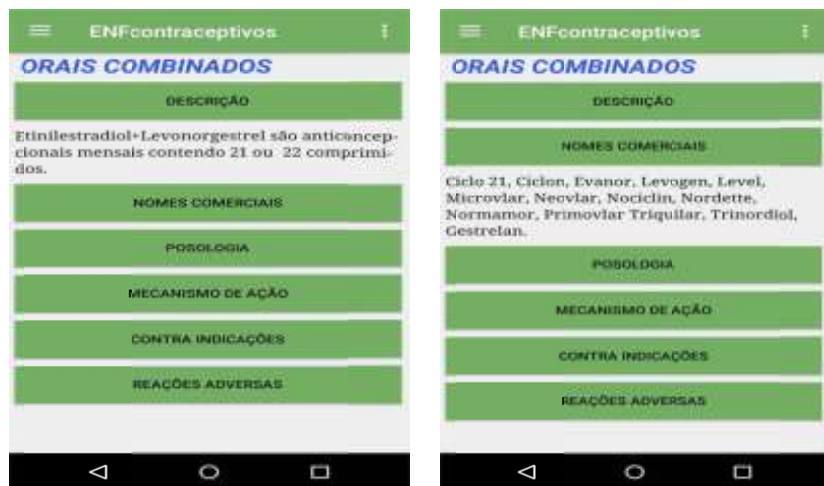 ENFcontraceptivos
ORAIS COMBINADOS
DESCRIÇÃO
Etinilestradiol+Levonorgestrel são anticoncep-
cionais mensais contendo 21 ou 22 comprimi-
dos.
NOMES COMERCIAIS
POSOLOGIA
MECANISMO DE AÇÃO
CONTRA INDICAÇÕES
REAÇÕES ADVERSAS
ENFcontraceptivos
ORAIS COMBINADOS
DESCRIÇÃO
NOMES COMERCIAIS
Ciclo 21, Ciclon, Evanor, Levogen, Level,
Microvlar, Neovlar, Nociclin, Nordette,
Normamor, Primovlar Triquilar, Trinordiol,
Gestrelan.
POSOLOGIA
MECANISMO DE AÇÃO
CONTRA INDICAÇÕES
REAÇÕES ADVERSAS